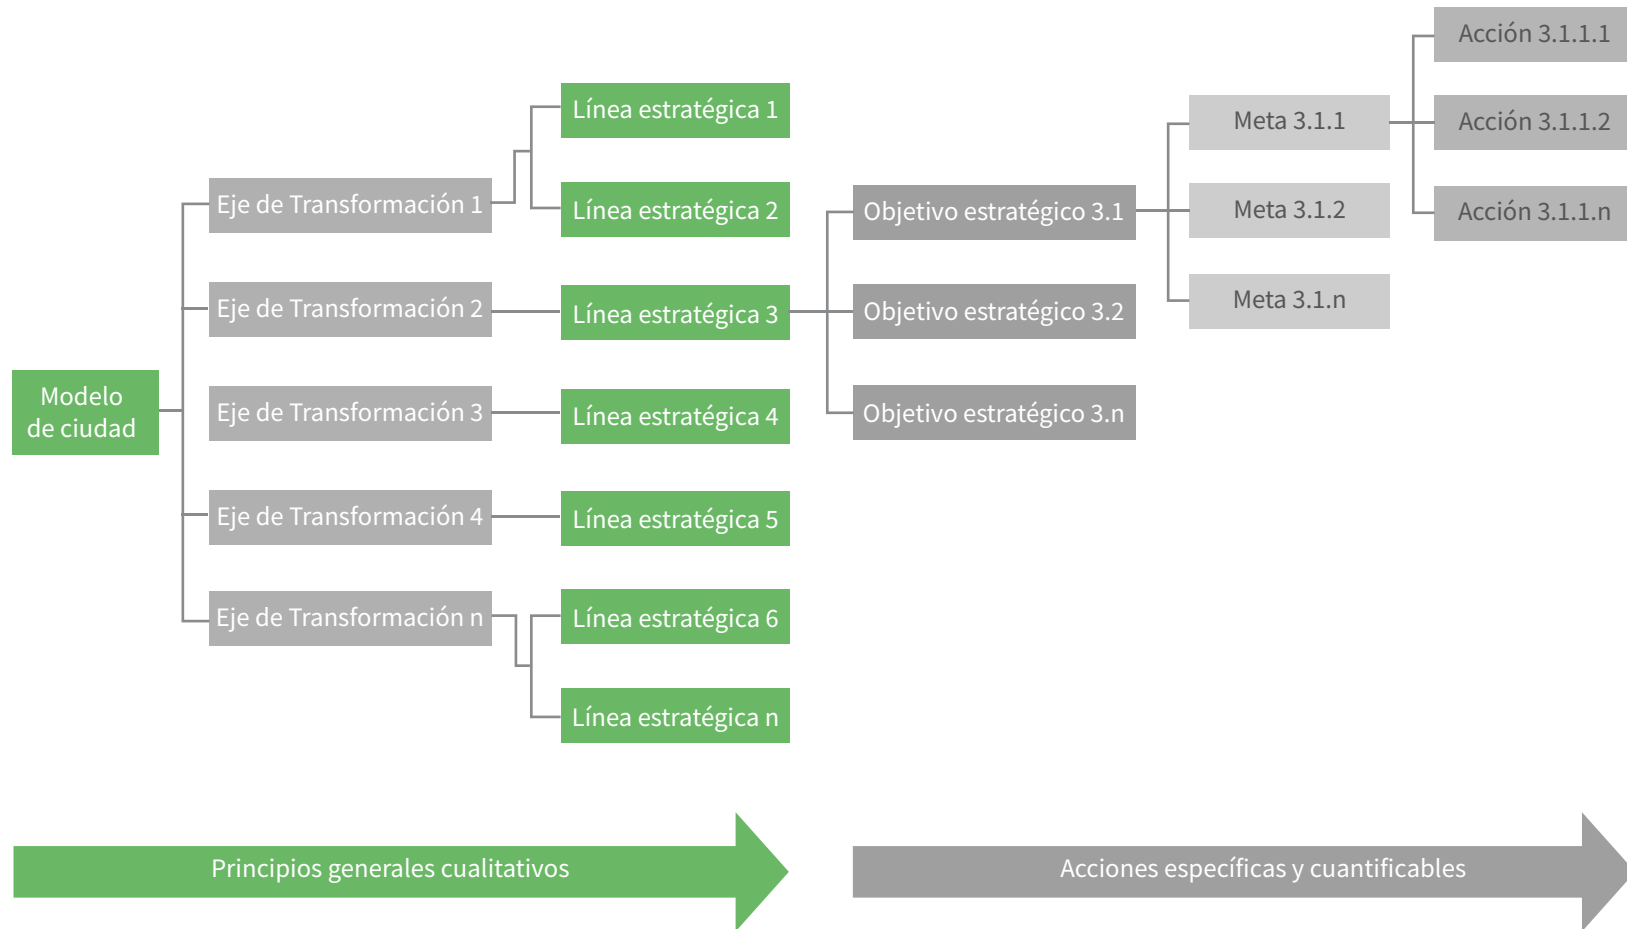 Modelo
de ciudad
Eje de Transformación 1
Eje de Transformación 2
Eje de Transformación 3
Eje de Transformación 4
Eje de Transformación n
Línea estratégica 1
Línea estratégica 2
Línea estratégica 3
Línea estratégica 4
Línea estratégica 5
Línea estratégica 6
Línea estratégica n
Objetivo estratégico 3.1
Objetivo estratégico 3.2
Objetivo estratégico 3.n
Meta 3.1.1
Meta 3.1.2
Meta 3.1.n
Acción 3.1.1.1
Acción 3.1.1.2
Acción 3.1.1.n
Principios generales cualitativos
Acciones específicas y cuantificables